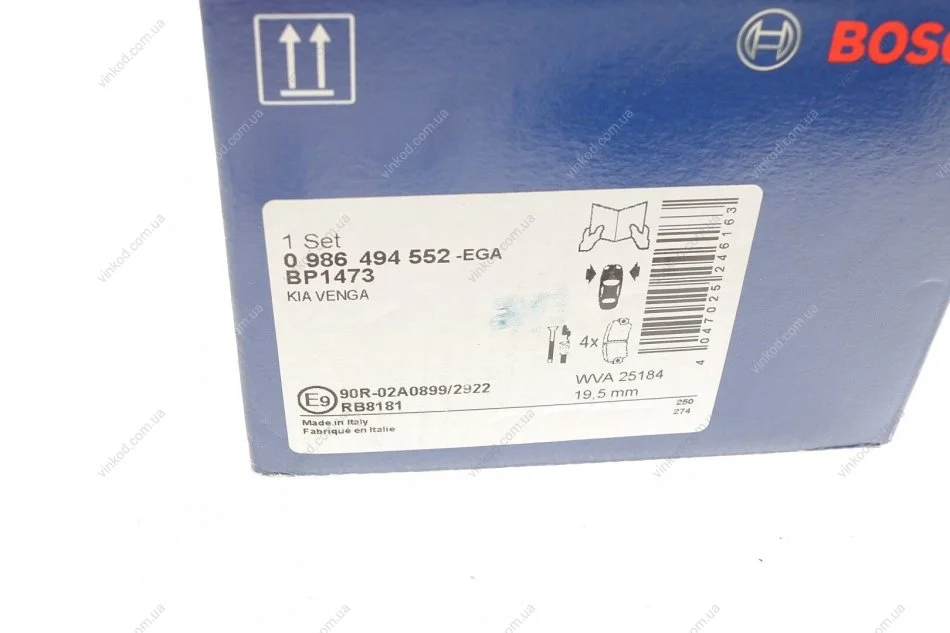 BOSC
1 Set
0 986 494 552 -EGA
BP1473
KIA VENGA
4x
4 047025 246163
WVA 25184
19,5 mm
E9
90R-02A0899/2922
RB8181
250
274
Made in Italy
Fabriqué en Italie
vinkod.com.ua